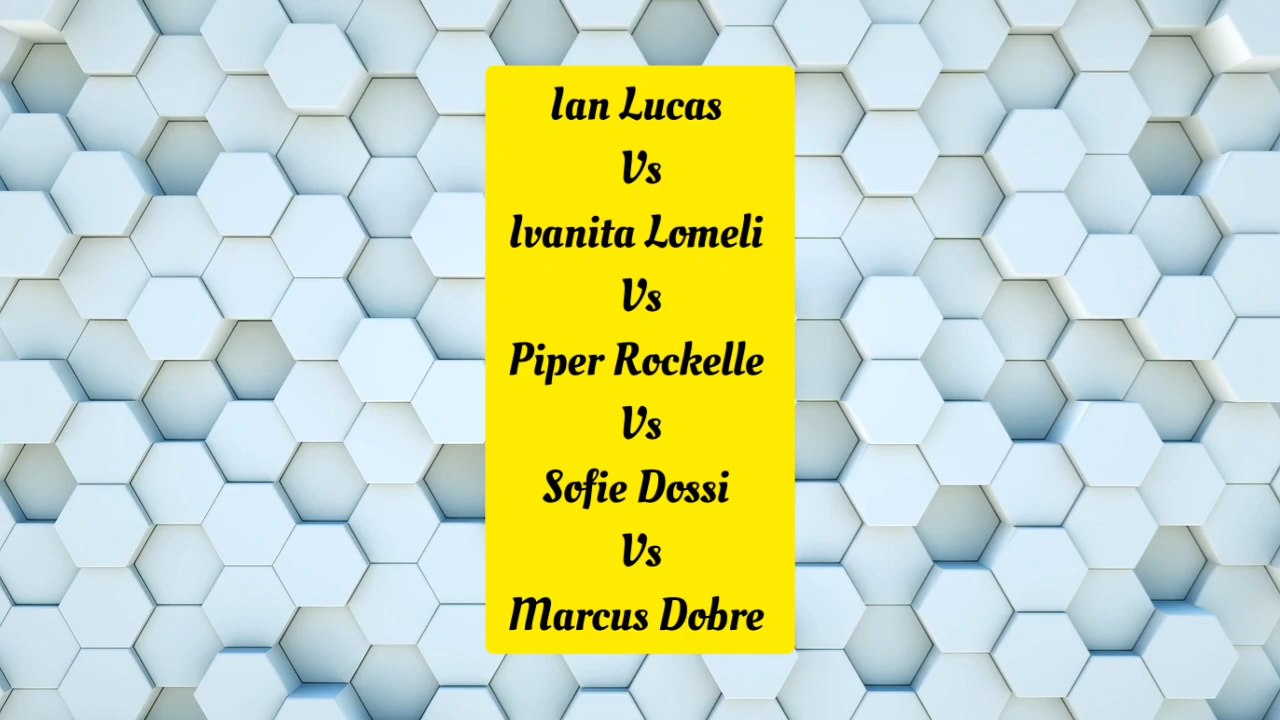 Ian Lucas
Vs
Ivanita Lomeli
Vs
Piper Rockelle
Vs
Sofie Dossi
Vs
Marcus Dobre